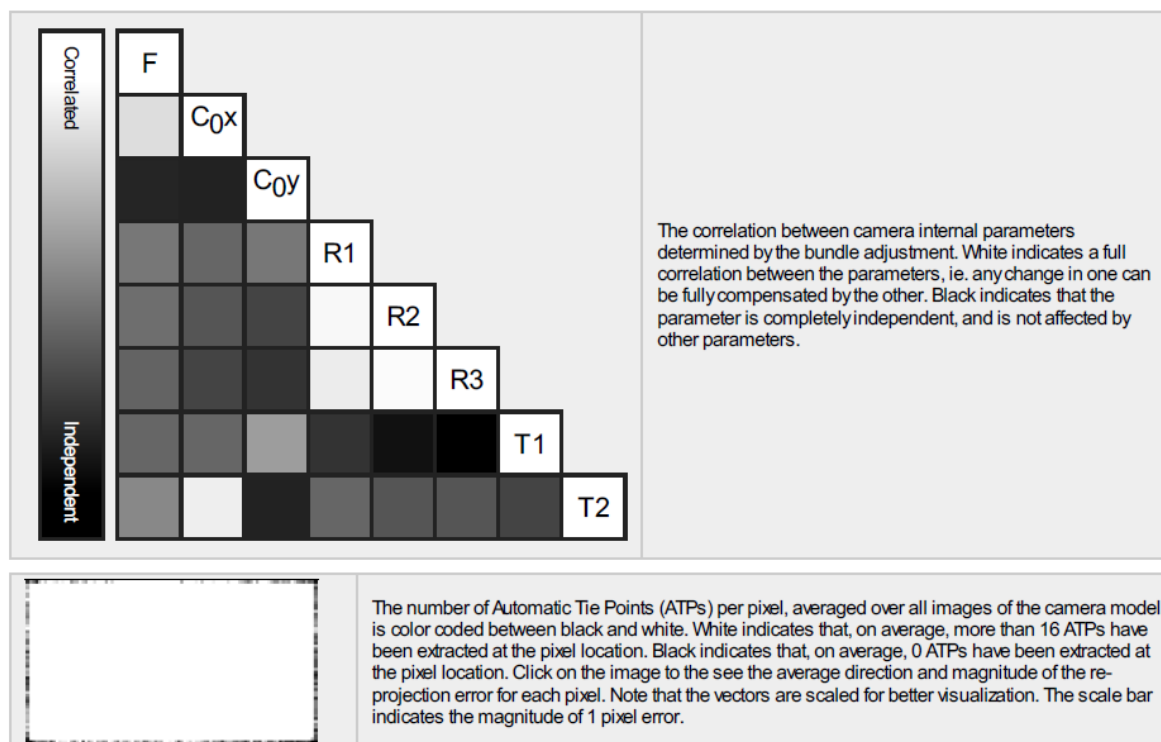 Correlated
Independent
F
C0x
C0y
R1
R2
R3
T1
T2
The correlation between camera internal parameters
determined by the bundle adjustment. White indicates a full
correlation between the parameters, ie. any change in one can
be fully compensated by the other. Black indicates that the
parameter is completely independent, and is not affected by
other parameters.
The number of Automatic Tie Points (ATPs) per pixel, averaged over all images of the camera model
is color coded between black and white. White indicates that, on average, more than 16 ATPs have
been extracted at the pixel location. Black indicates that, on average, 0 ATPs have been extracted at
the pixel location. Click on the image to the see the average direction and magnitude of the re-
projection error for each pixel. Note that the vectors are scaled for better visualization. The scale bar
indicates the magnitude of 1 pixel error.